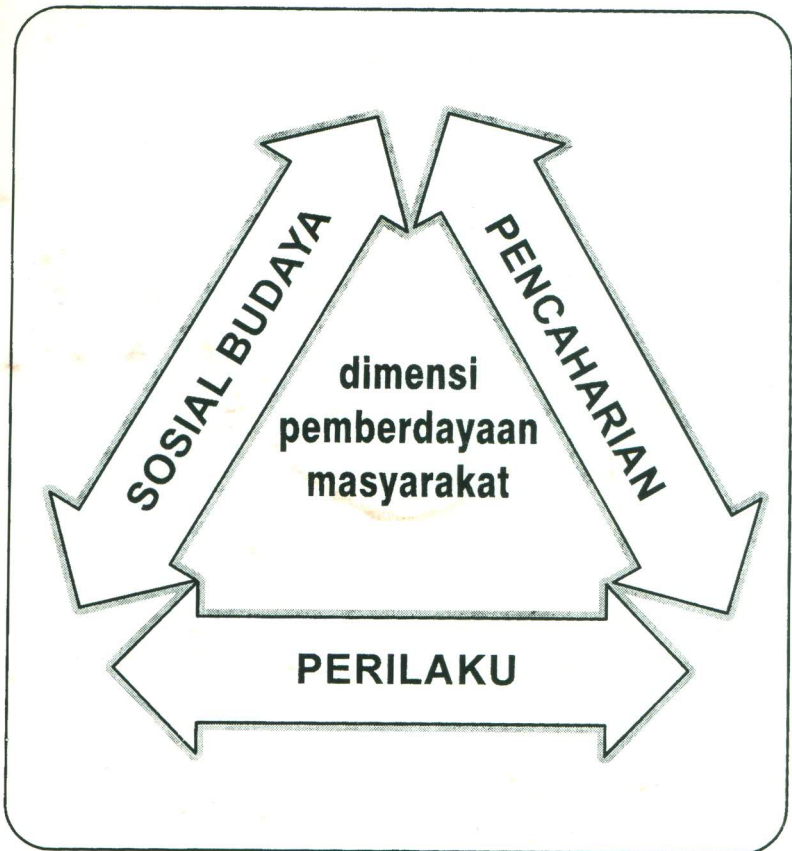 SOSIAL BUDAYA
PENCAHARIAN
dimensi
pemberdayaan
masyarakat
PERILAKU